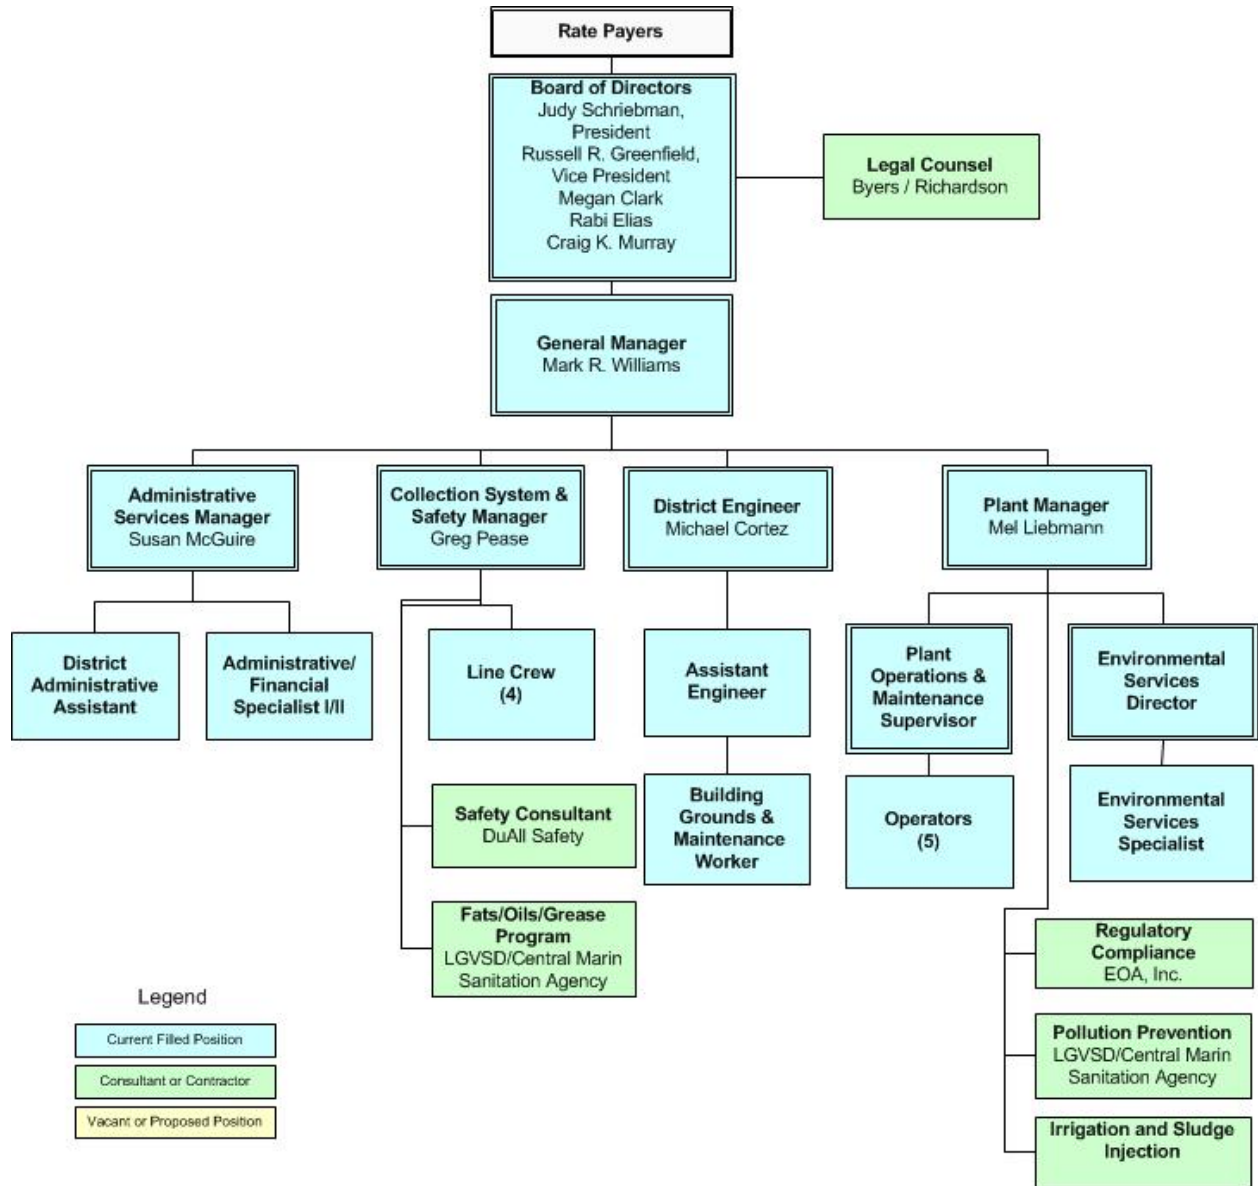 Rate Payers
Board of Directors
Judy Schriebman,
President
Russell R. Greenfield,
Vice President
Megan Clark
Rabi Elias
Craig K. Murray
Legal Counsel
Byers / Richardson
General Manager
Mark R. Williams
Administrative
Services Manager
Susan McGuire
Collection System &
Safety Manager
Greg Pease
District Engineer
Michael Cortez
Plant Manager
Mel Liebmann
District
Administrative
Assistant
Administrative/
Financial
Specialist I/II
Line Crew
(4)
Assistant
Engineer
Plant
Operations &
Maintenance
Supervisor
Environmental
Services
Director
Safety Consultant
DuAll Safety
Building
Grounds &
Maintenance
Worker
Operators
(5)
Environmental
Services
Specialist
Fats/Oils/Grease
Program
LGVSD/Central Marin
Sanitation Agency
Regulatory
Compliance
EOA, Inc.
Pollution Prevention
LGVSD/Central Marin
Sanitation Agency
Irrigation and Sludge
Injection
Legend
Current Filled Position
Consultant or Contractor
Vacant or Proposed Position